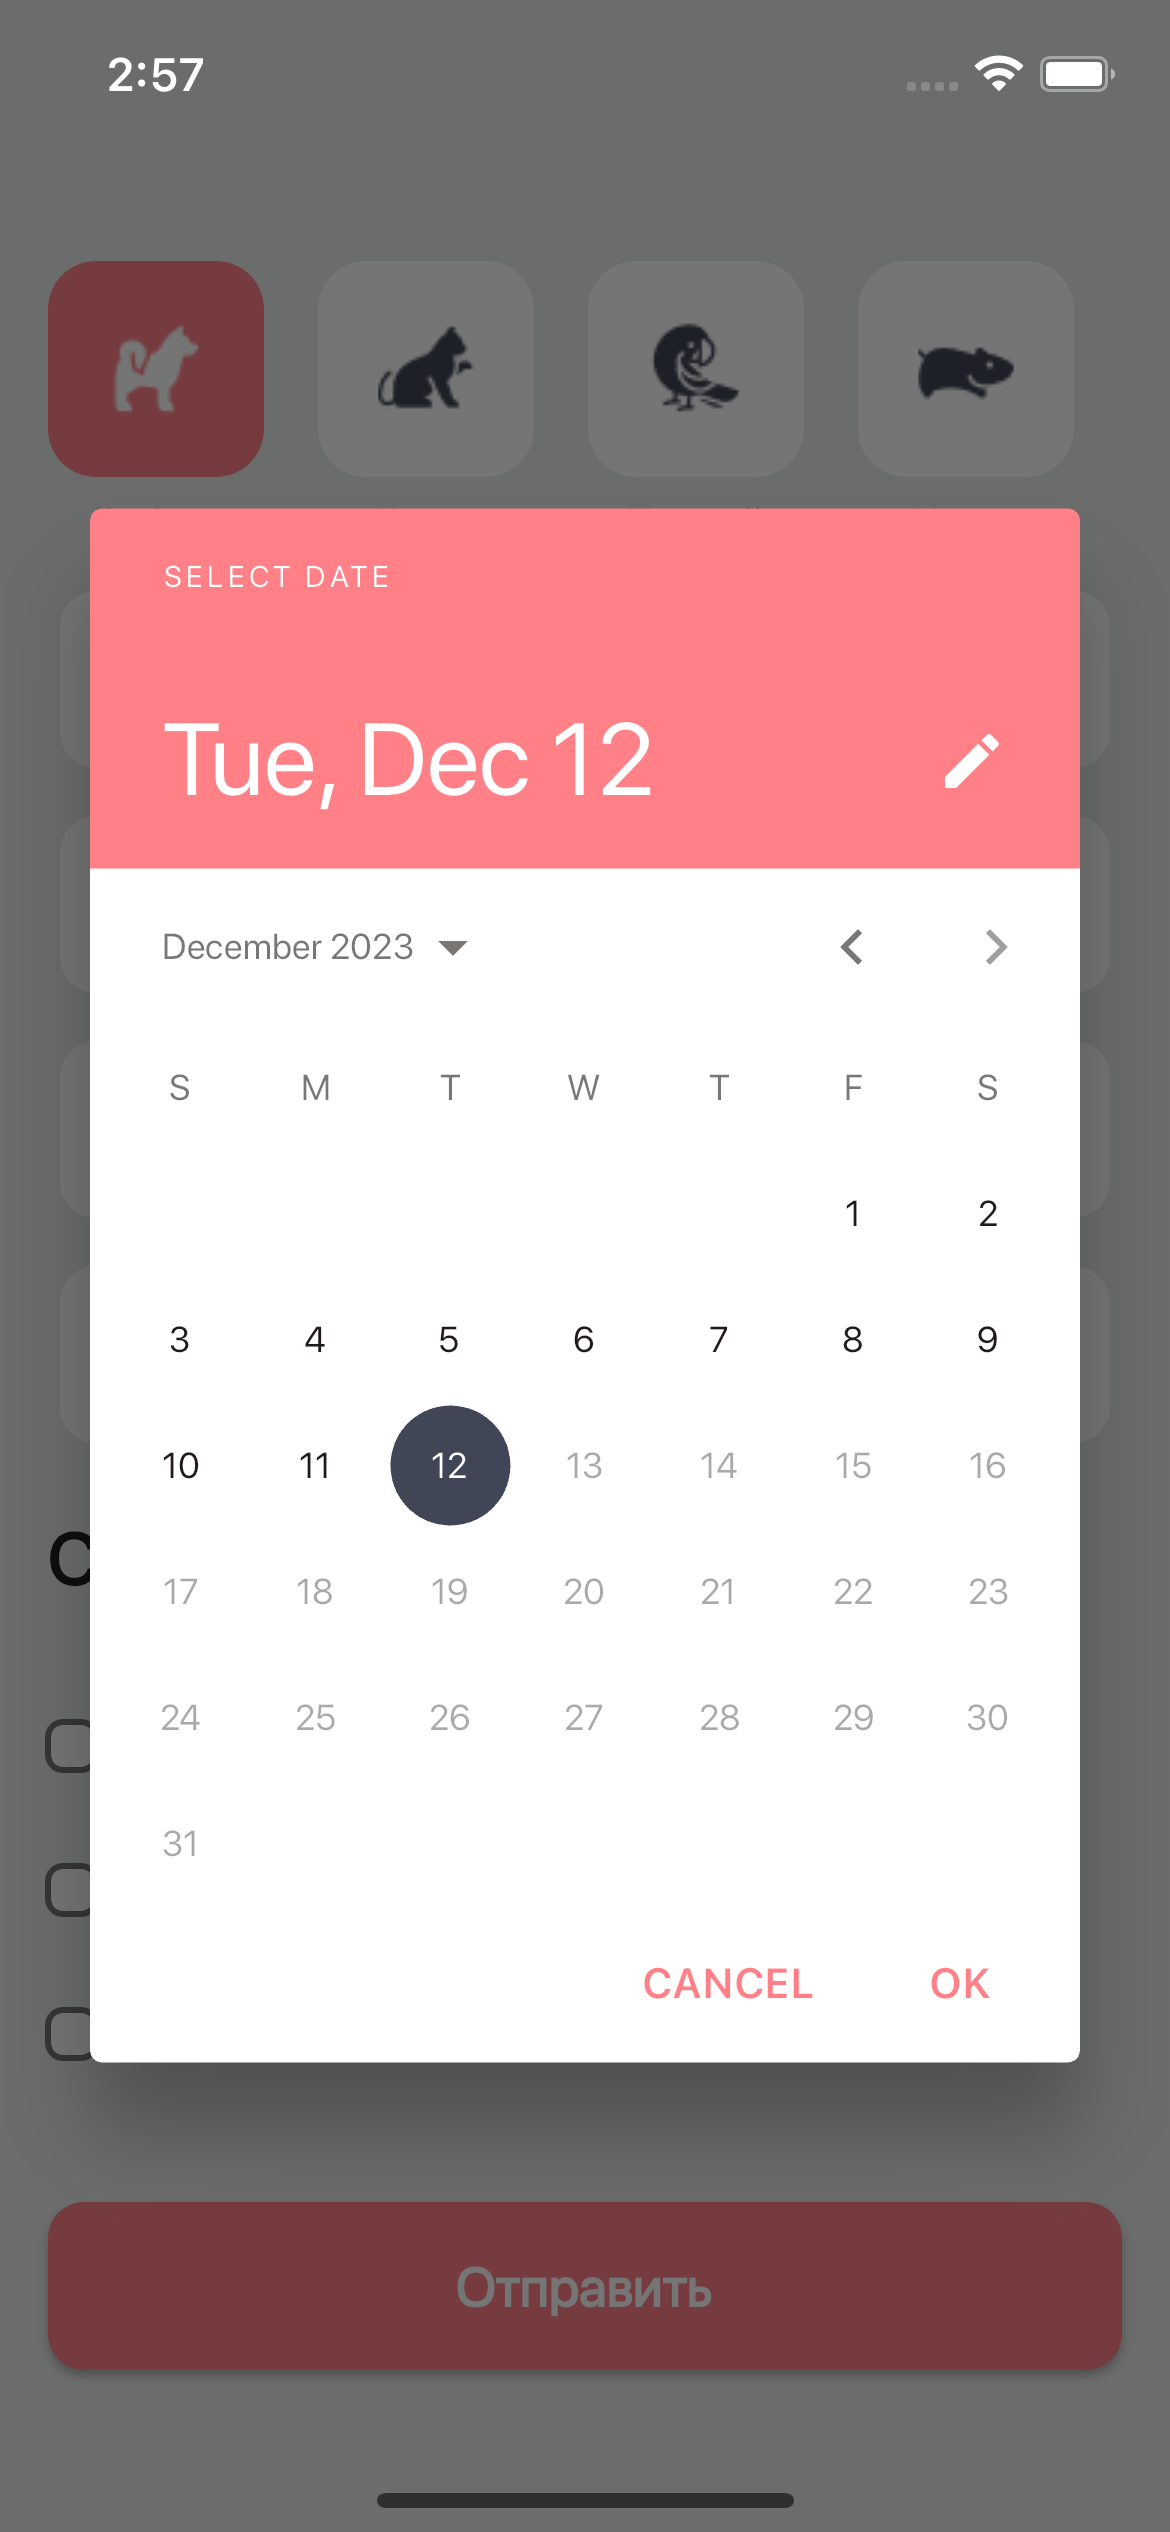 2:57
SELECT DATE
Tue, Dec 12
December 2023
S M T W T F S
1 2
3 4 5 6 7 8 9
10 11 12 13 14 15 16
17 18 19 20 21 22 23
24 25 26 27 28 29 30
31
CANCEL OK
Отправить